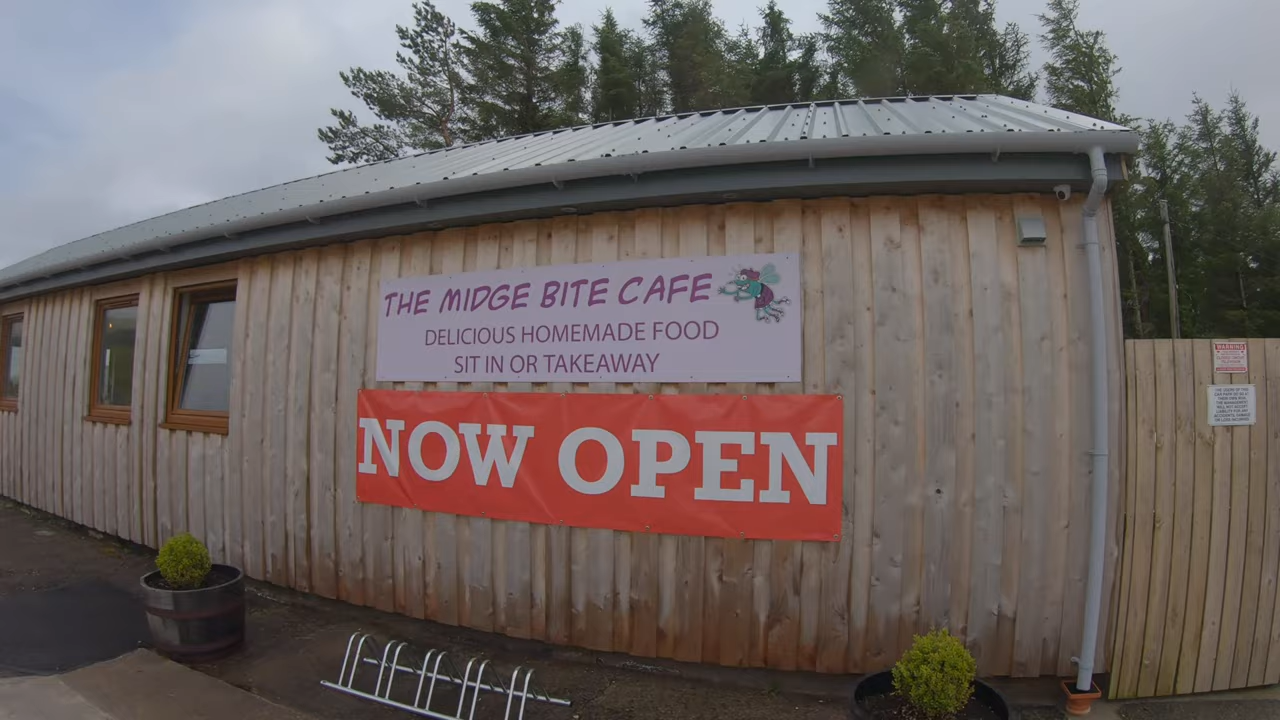 THE MIDGE BITE CAFE
DELICIOUS HOMEMADE FOOD
SIT IN OR TAKEAWAY
NOW OPEN
WARNING